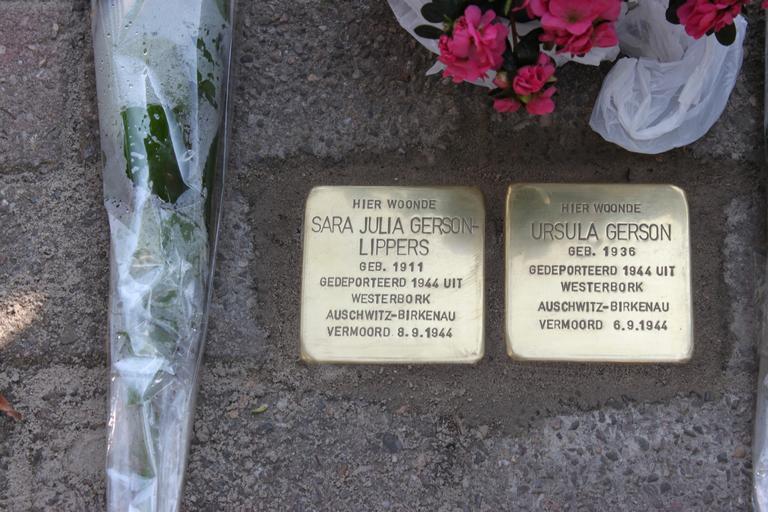 HIER WOONDE
SARA JULIA GERSON-
LIPPERS
GEB. 1911
GEDEPORTEERD 1944 UIT
WESTERBORK
AUSCHWITZ-BIRKENAU
VERMOORD 8.9.1944
HIER WOONDE
URSULA GERSON
GEB. 1936
GEDEPORTEERD 1944 UIT
WESTERBORK
AUSCHWITZ-BIRKENAU
VERMOORD 6.9.1944